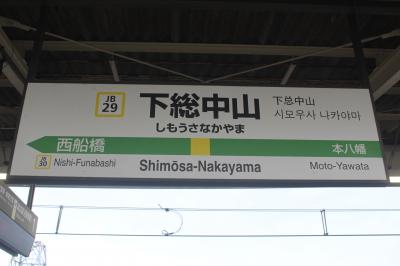 JB
29
下総中山
しもうさなかやま
下总中山
시모우사 나카야마
西船橋
本八幡
JB
30
Nishi-Funabashi
Shimōsa-Nakayama
Moto-Yawata